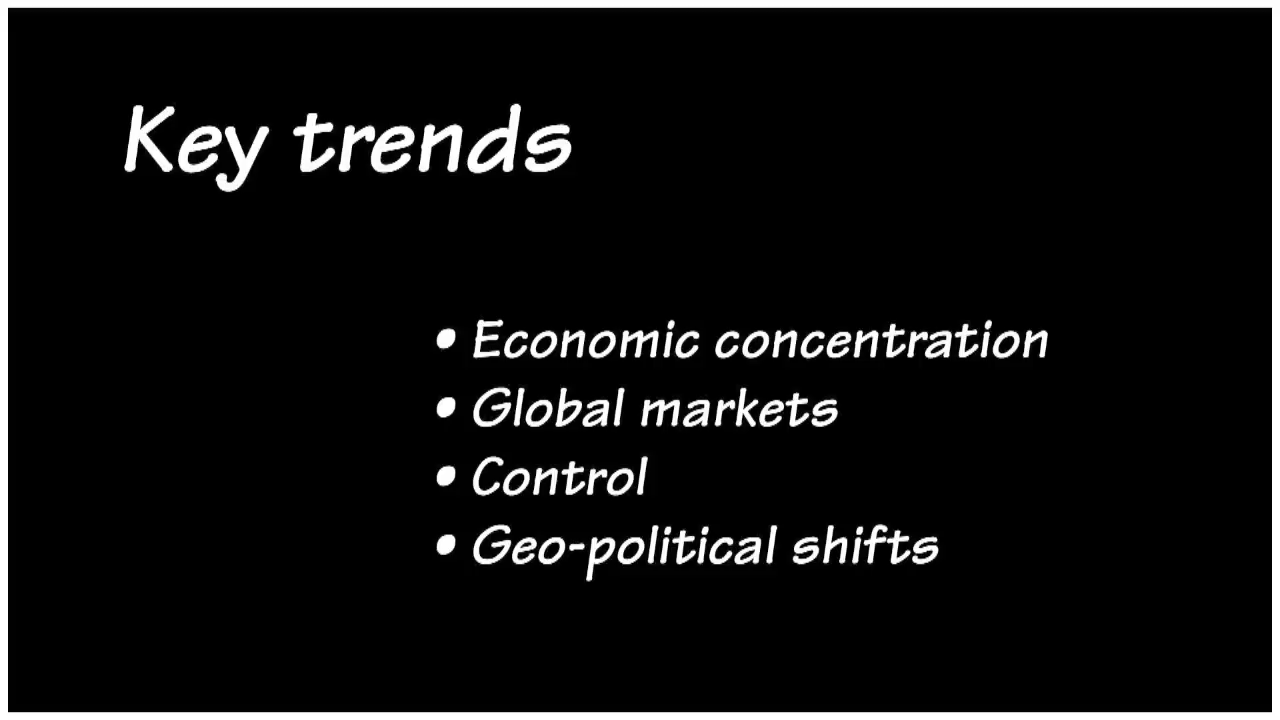 Key trends
• Economic concentration
• Global markets
• Control
• Geo-political shifts